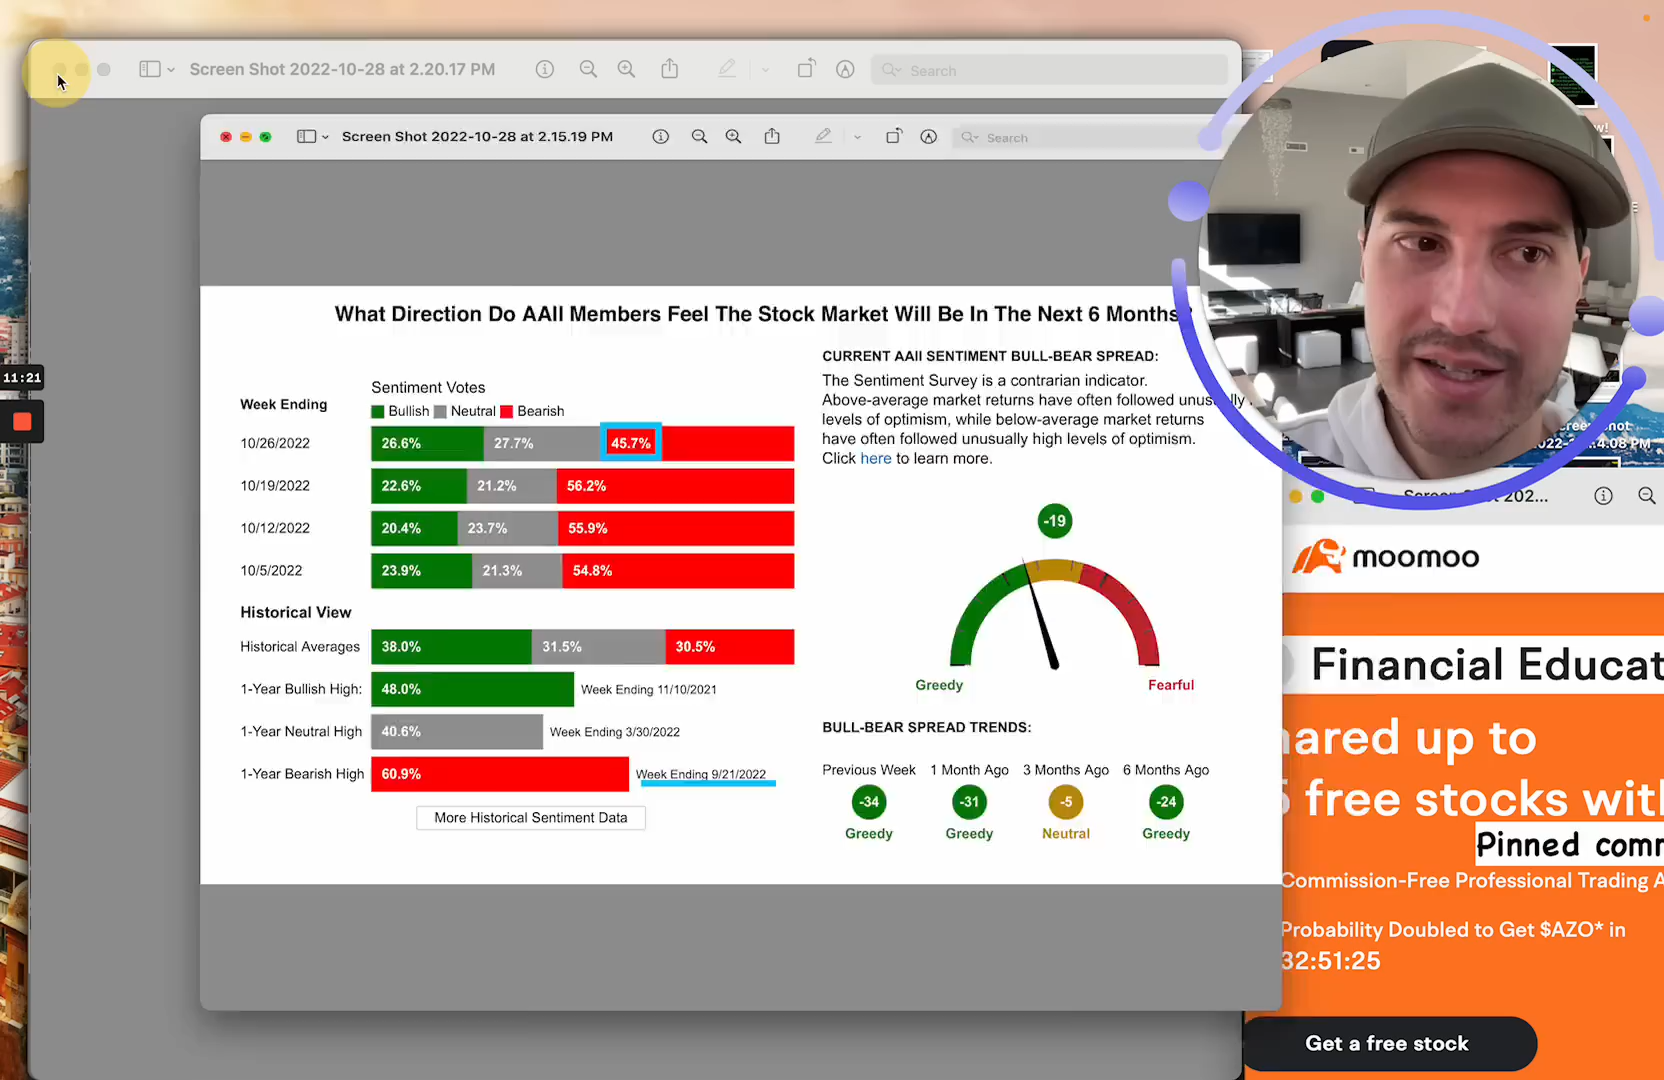 Screen Shot 2022-10-28 at 2.20.17 PM
Search
Screen Shot 2022-10-28 at 2.15.19 PM
Search
11:21
What Direction Do AAII Members Feel The Stock Market Will Be In The Next 6 Months?
Sentiment Votes
Week Ending
Bullish Neutral Bearish
10/26/2022 26.6% 27.7% 45.7%
10/19/2022 22.6% 21.2% 56.2%
10/12/2022 20.4% 23.7% 55.9%
10/5/2022 23.9% 21.3% 54.8%
Historical View
Historical Averages 38.0% 31.5% 30.5%
1-Year Bullish High: 48.0% Week Ending 11/10/2021
1-Year Neutral High 40.6% Week Ending 3/30/2022
1-Year Bearish High 60.9% Week Ending 9/21/2022
More Historical Sentiment Data
CURRENT AAII SENTIMENT BULL-BEAR SPREAD:
The Sentiment Survey is a contrarian indicator.
Above-average market returns have often followed unusually
levels of optimism, while below-average market returns
have often followed unusually high levels of optimism.
Click here to learn more.
-19
Greedy Fearful
BULL-BEAR SPREAD TRENDS:
Previous Week 1 Month Ago 3 Months Ago 6 Months Ago
-34 -31 -5 -24
Greedy Greedy Neutral Greedy
Screen Shot 202...
moomoo
Financial Educat
ared up to
5 free stocks with
Pinned comm
Commission-Free Professional Trading A
Probability Doubled to Get $AZO* in
32:51:25
Get a free stock